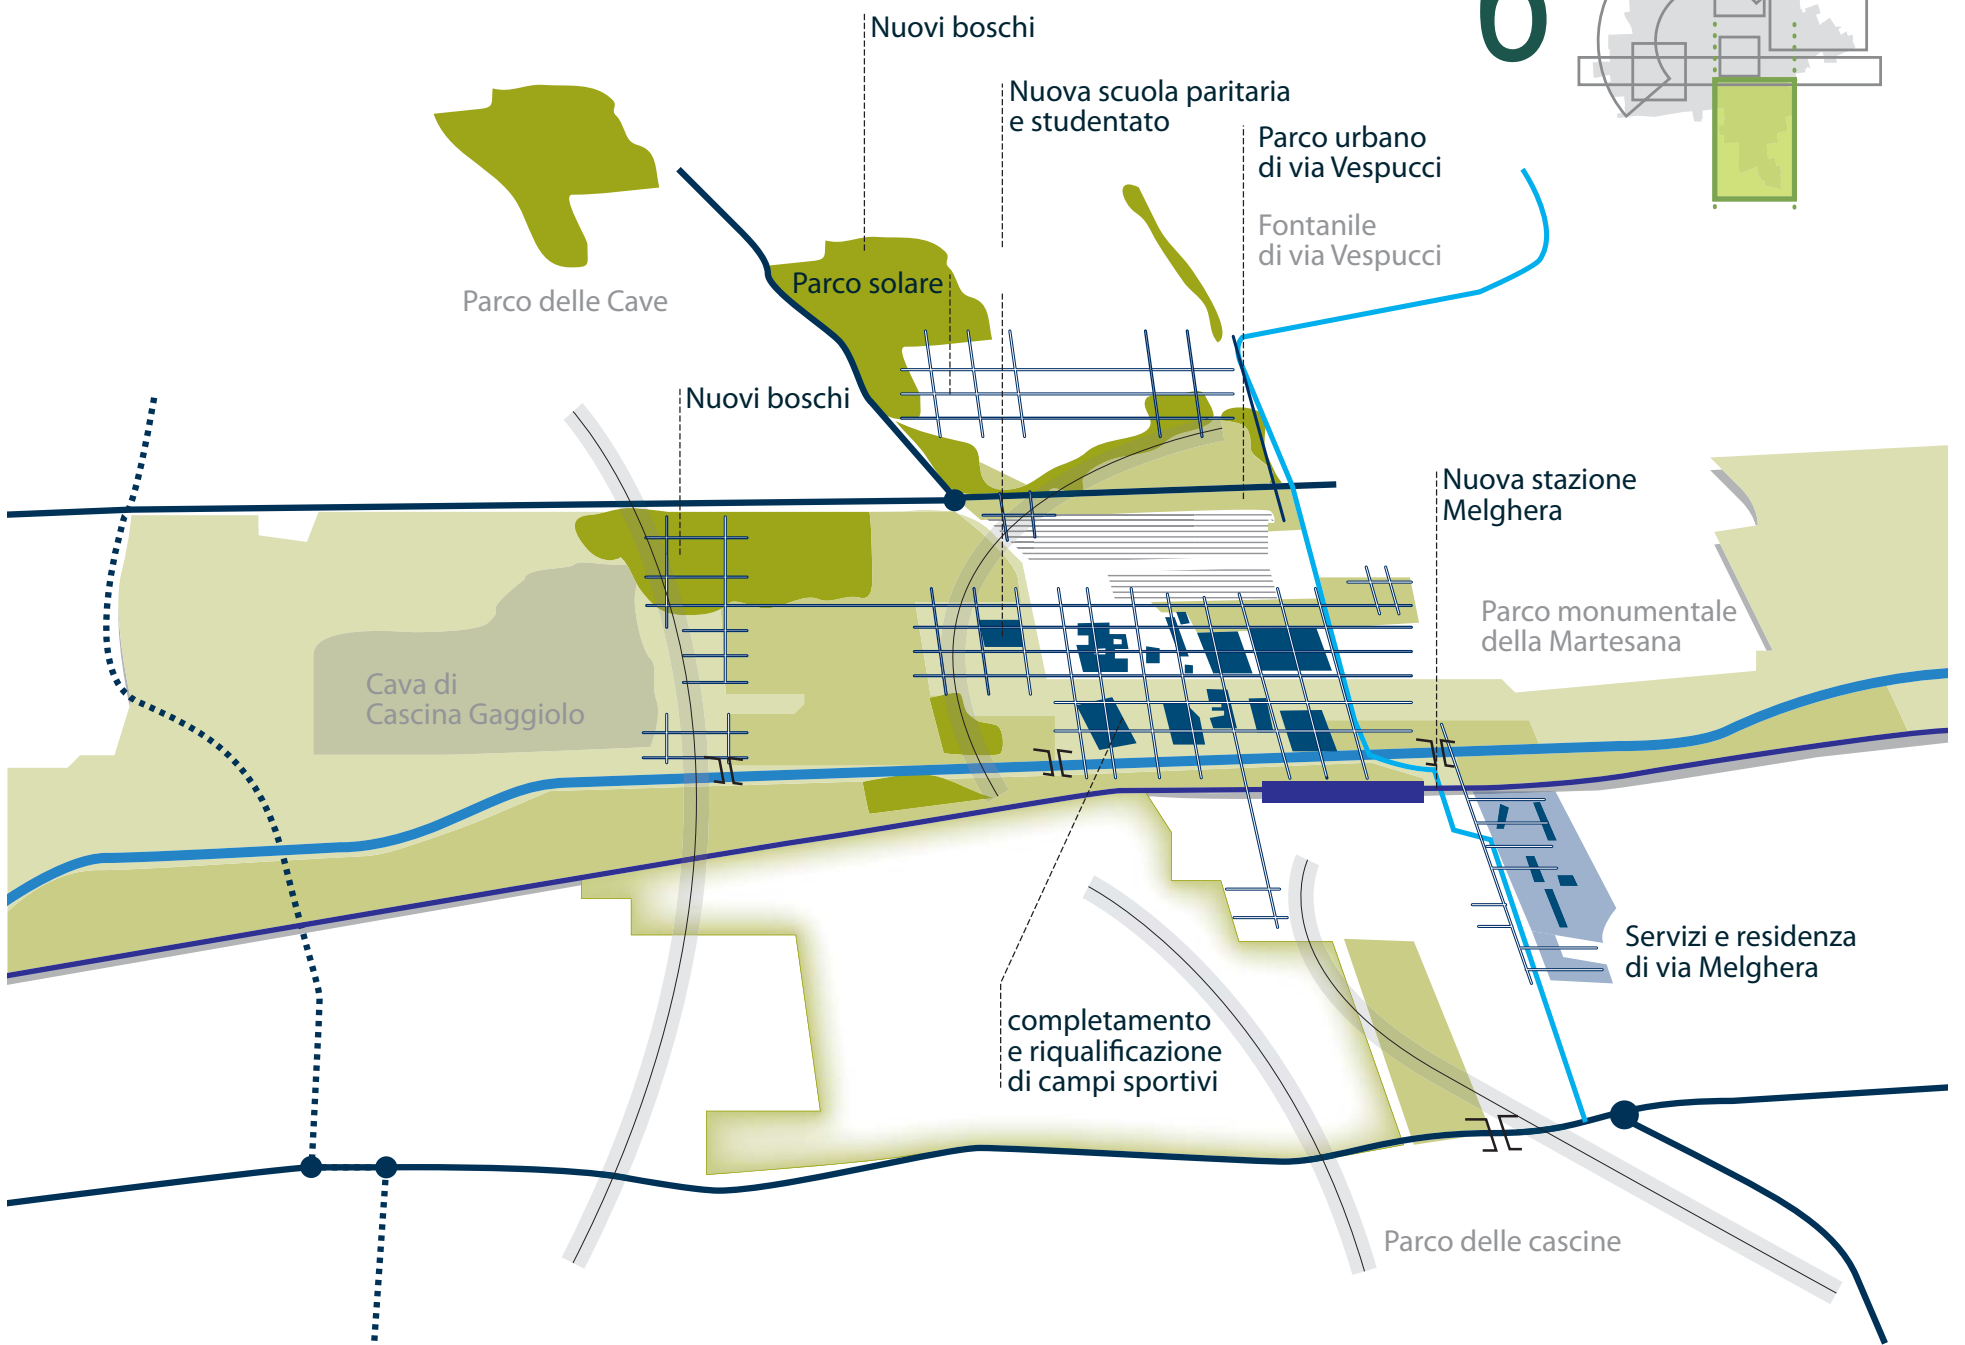 Nuovi boschi
Nuova scuola paritaria
e studentato
Parco urbano
di via Vespucci
Fontanile
di via Vespucci
Parco solare
Parco delle Cave
Nuovi boschi
Nuova stazione
Melghera
Parco monumentale
della Martesana
Cava di
Cascina Gaggiolo
Servizi e residenza
di via Melghera
completamento
e riqualificazione
di campi sportivi
Parco delle cascine